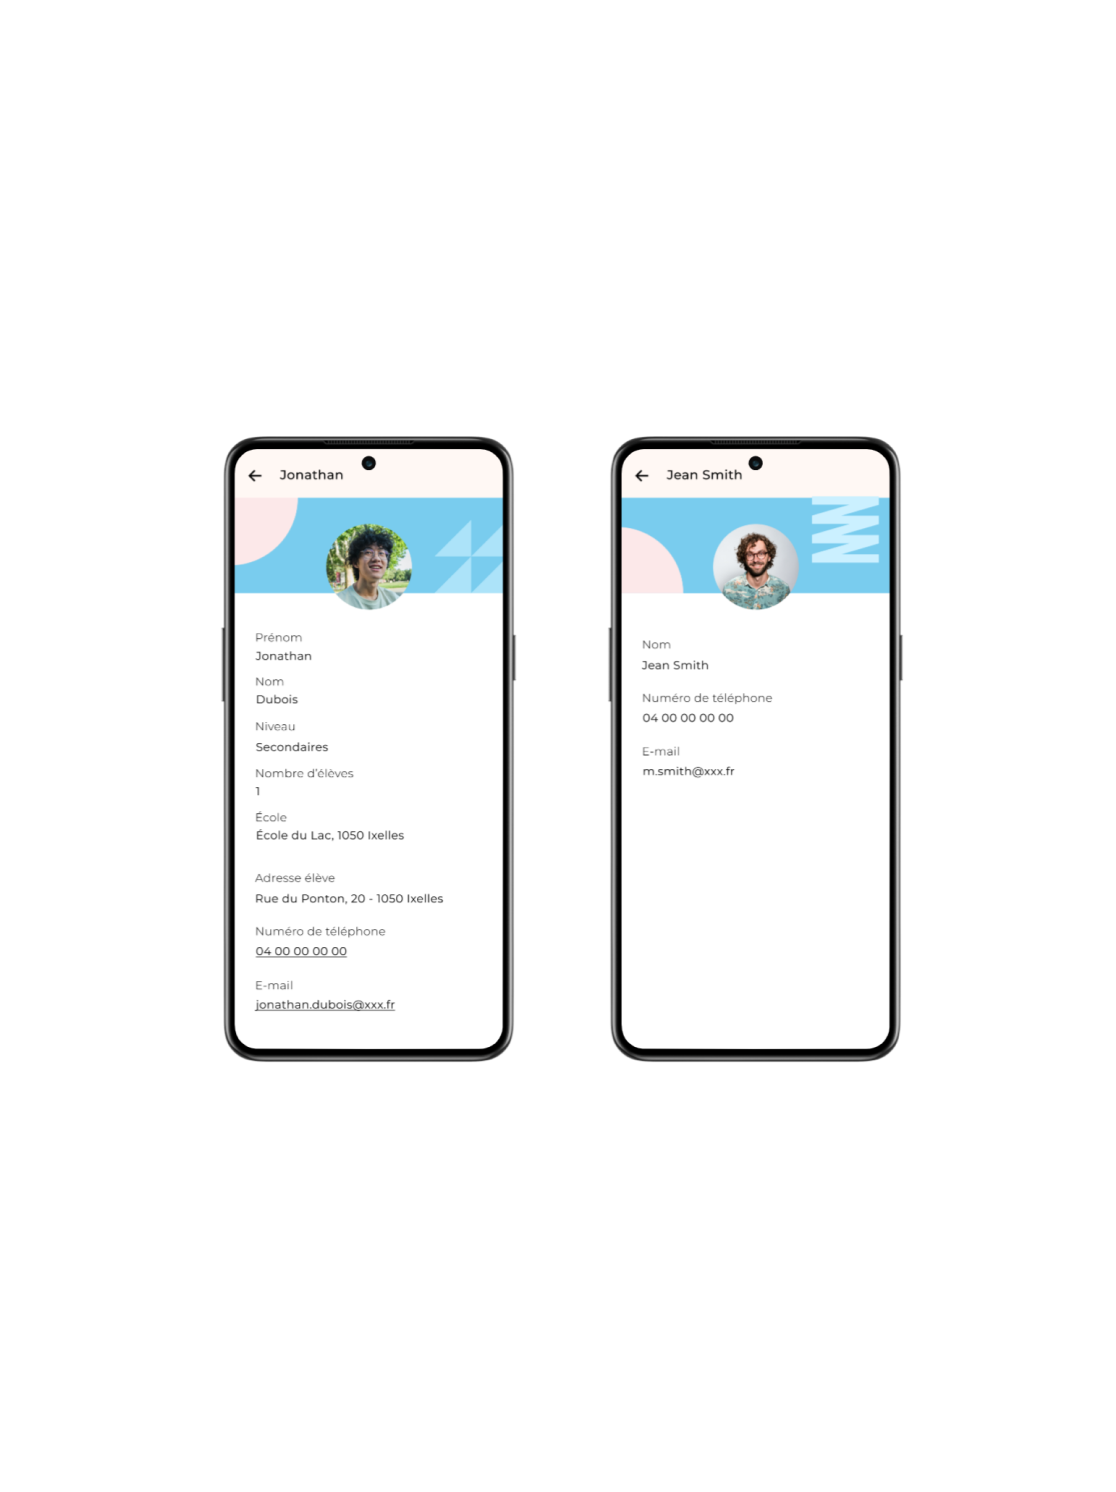 Jonathan
Prénom
Jonathan
Nom
Dubois
Niveau
Secondaires
Nombre d'élèves
1
École
École du Lac, 1050 Ixelles
Adresse élève
Rue du Ponton, 20 - 1050 Ixelles
Numéro de téléphone
04 00 00 00 00
E-mail
jonathan.dubois@xxx.fr
Jean Smith
Nom
Jean Smith
Numéro de téléphone
04 00 00 00 00
E-mail
m.smith@xxx.fr